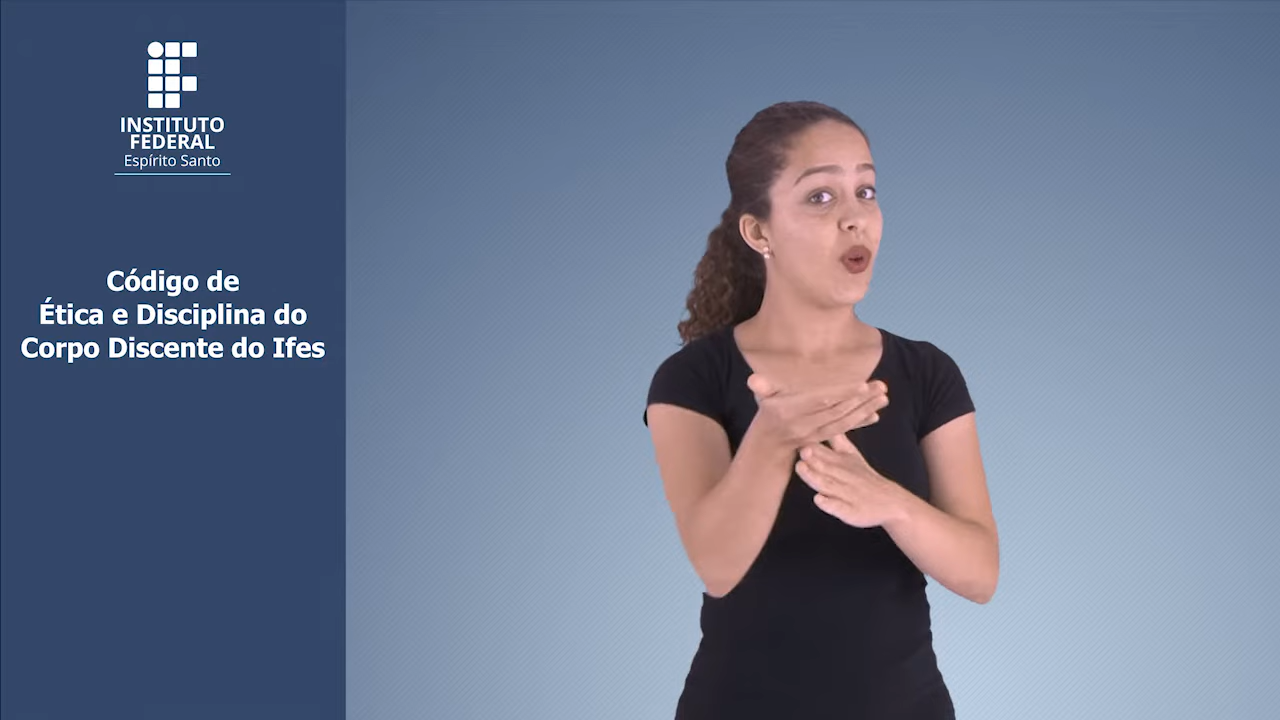 INSTITUTO
FEDERAL
Espírito Santo
Código de
Ética e Disciplina do
Corpo Discente do Ifes